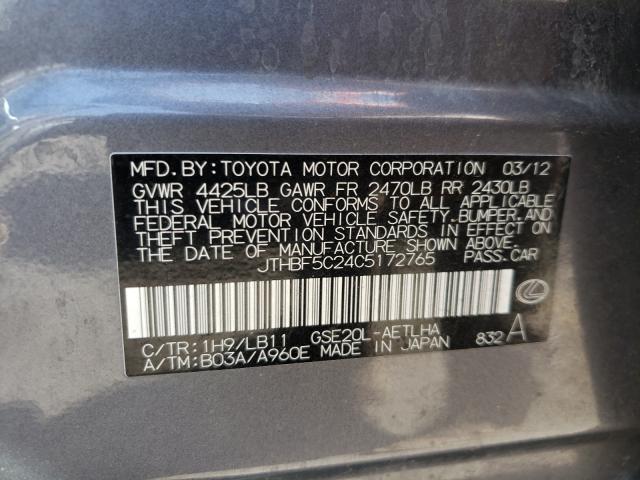 MFD.BY:TOYOTA MOTOR CORPORATION 03/12
GVWR 4425LB GAWR FR 2470LB RR 2430LB
THIS VEHICLE CONFORMS TO ALL APPLICABLE
FEDERAL MOTOR VEHICLE SAFETY,BUMPER,AND
THEFT PREVENTION STANDARDS IN EFFECT ON
THE DATE OF MANUFACTURE SHOWN ABOVE.
JTHBF5C24C5172765 PASS.CAR
C/TR:1H9/LB11 GSE20L-AETLHA
A/TM:B03A/A960E MADE IN JAPAN 832 A